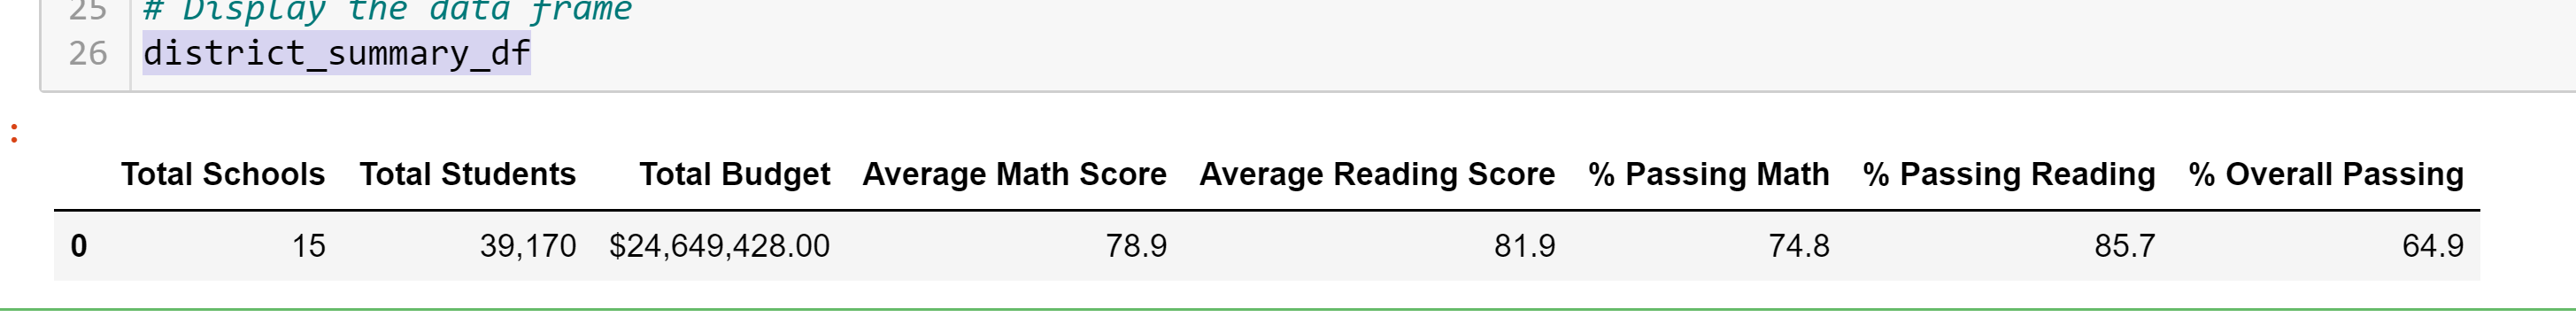 25 # Display the data frame
26 district_summary_df
:
Total Schools Total Students Total Budget Average Math Score Average Reading Score % Passing Math % Passing Reading % Overall Passing
0 15 39,170 $24,649,428.00 78.9 81.9 74.8 85.7 64.9